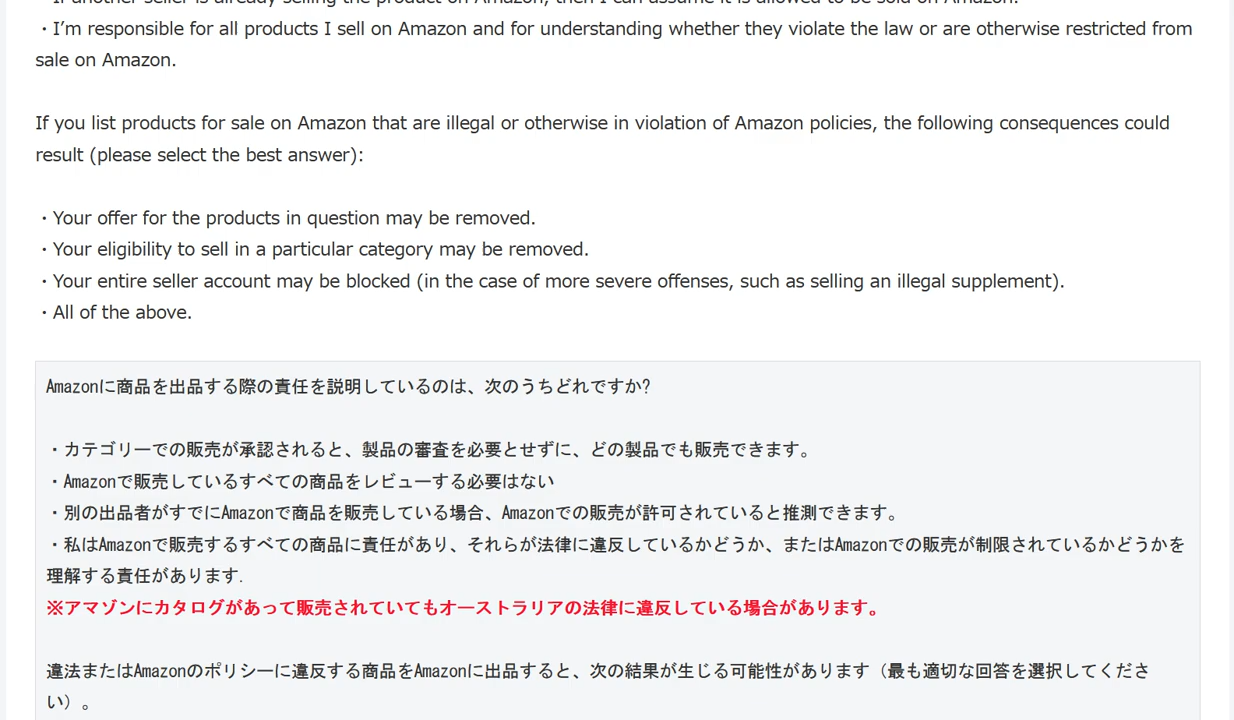 ・I’m responsible for all products I sell on Amazon and for understanding whether they violate the law or are otherwise restricted from
sale on Amazon.
If you list products for sale on Amazon that are illegal or otherwise in violation of Amazon policies, the following consequences could
result (please select the best answer):
・Your offer for the products in question may be removed.
・Your eligibility to sell in a particular category may be removed.
・Your entire seller account may be blocked (in the case of more severe offenses, such as selling an illegal supplement).
・All of the above.
Amazonに商品を出品する際の責任を説明しているのは、次のうちどれですか?
・カテゴリーでの販売が承認されると、製品の審査を必要とせずに、どの製品でも販売できます。
・Amazonで販売しているすべての商品をレビューする必要はない
・別の出品者がすでにAmazonで商品を販売している場合、Amazonでの販売が許可されていると推測できます。
・私はAmazonで販売するすべての商品に責任があり、それらが法律に違反しているかどうか、またはAmazonでの販売が制限されているかどうかを
理解する責任があります.
※アマゾンにカタログがあって販売されていてもオーストラリアの法律に違反している場合があります。
違法またはAmazonのポリシーに違反する商品をAmazonに出品すると、次の結果が生じる可能性があります（最も適切な回答を選択してくださ
い）。